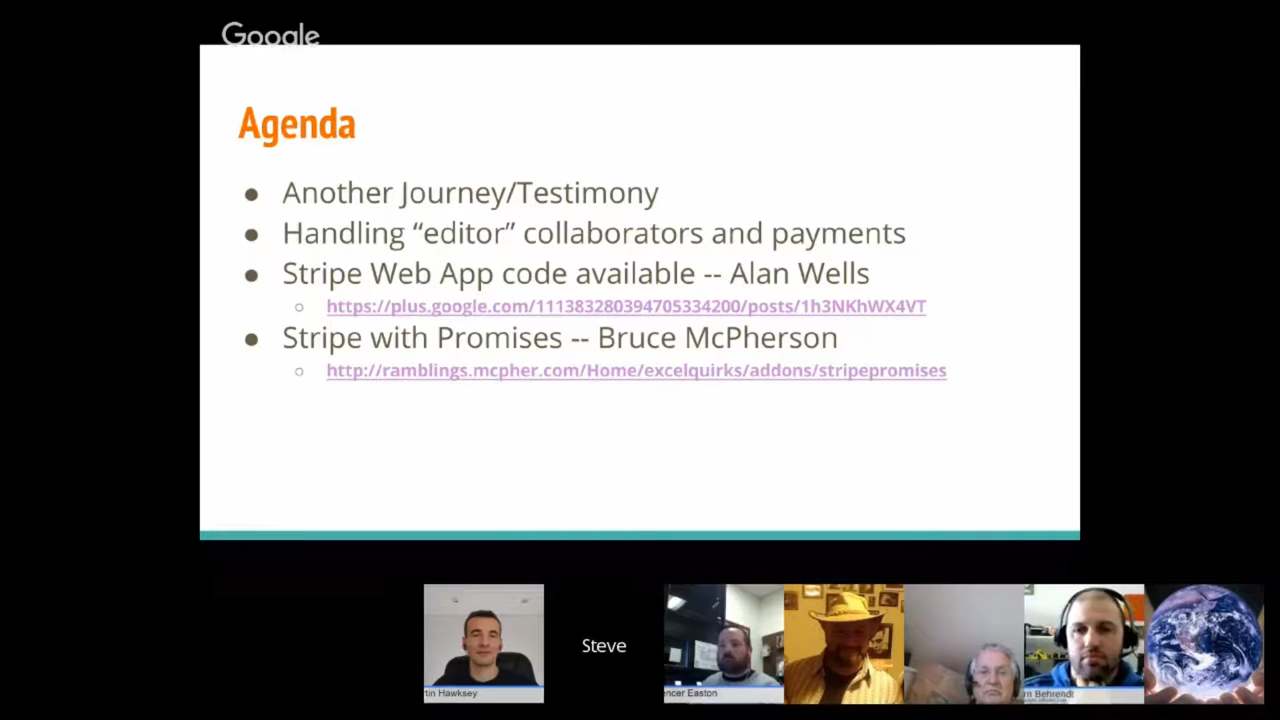 Google
Agenda
● Another Journey/Testimony
● Handling “editor” collaborators and payments
● Stripe Web App code available -- Alan Wells
○ https://plus.google.com/111383280394705334200/posts/1h3NKhWX4VT
● Stripe with Promises -- Bruce McPherson
○ http://ramblings.mcpher.com/Home/excelquirks/addons/stripepromises
Steve
rtin Hawksey
encer Easton
rn Behrendt